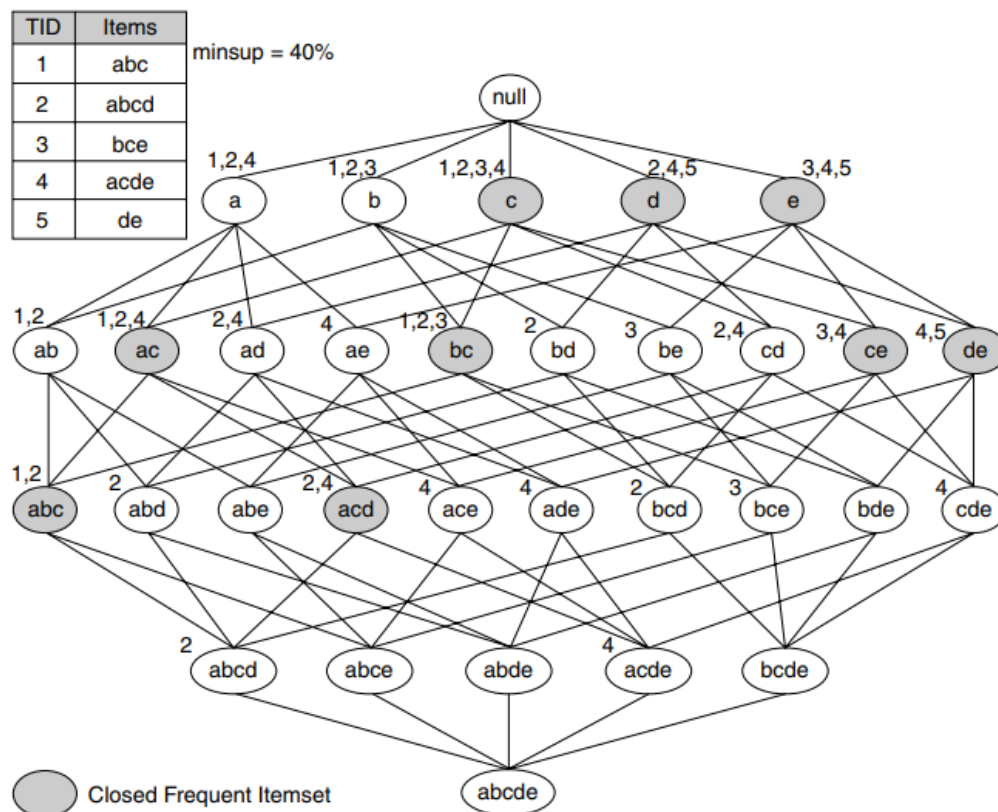 TID Items
1 abc
2 abcd
3 bce
4 acde
5 de
minsup = 40%
null
1,2,4 1,2,3 1,2,3,4 2,4,5 3,4,5
a b c d e
1,2 1,2,4 2,4 4 1,2,3 2 3 2,4 3,4 4,5
ab ac ad ae bc bd be cd ce de
1,2 2 2,4 4 4 2 3 4
abc abd abe acd ace ade bcd bce bde cde
2 4
abcd abce abde acde bcde
abcde
Closed Frequent Itemset